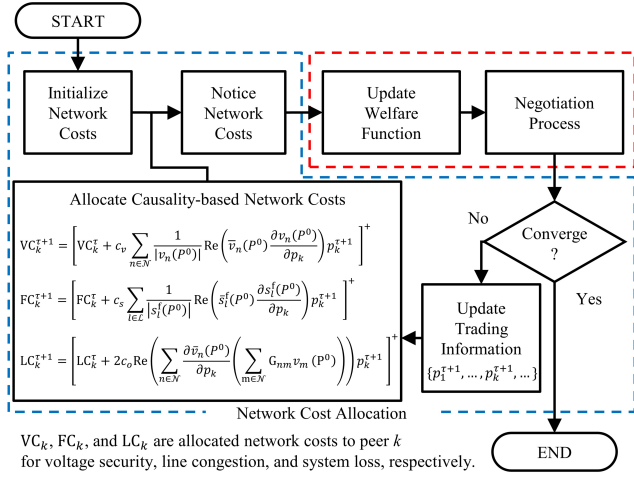 START
Initialize
Network
Costs
Notice
Network
Costs
Update
Welfare
Function
Negotiation
Process
Allocate Causality-based Network Costs
VC_k^{τ+1} = [VC_k^τ + c_v ∑_{n∈𝒩} 1/|v_n(P^0)| Re(v̄_n(P^0) ∂v_n(P^0)/∂p_k) p_k^{τ+1}]^+
FC_k^{τ+1} = [FC_k^τ + c_s ∑_{l∈ℒ} 1/|s_l^f(P^0)| Re(s̄_l^f(P^0) ∂s_l^f(P^0)/∂p_k) p_k^{τ+1}]^+
LC_k^{τ+1} = [LC_k^τ + 2c_o Re(∑_{n∈𝒩} ∂v̄_n(P^0)/∂p_k (∑_{m∈𝒩} G_{nm} v_m(P^0))) p_k^{τ+1}]^+
No
Converge
?
Yes
Update
Trading
Information
{p_1^{τ+1}, …, p_k^{τ+1}, …}
Network Cost Allocation
END
VC_k, FC_k, and LC_k are allocated network costs to peer k
for voltage security, line congestion, and system loss, respectively.